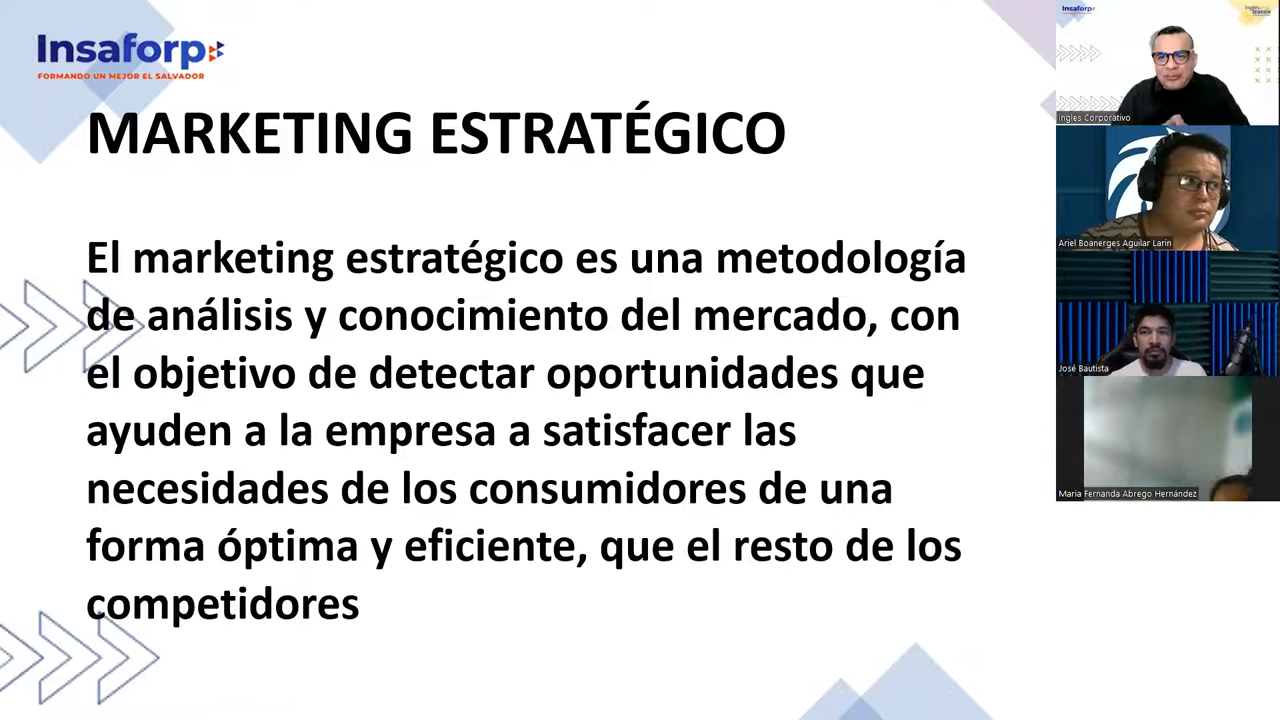 Insaforp
FORMANDO UN MEJOR EL SALVADOR
MARKETING ESTRATÉGICO
El marketing estratégico es una metodología
de análisis y conocimiento del mercado, con
el objetivo de detectar oportunidades que
ayuden a la empresa a satisfacer las
necesidades de los consumidores de una
forma óptima y eficiente, que el resto de los
competidores
Insaforp
Ingles Corporativo
Ariel Boanerges Aguilar Larin
José Bautista
Maria Fernanda Abrego Hernández